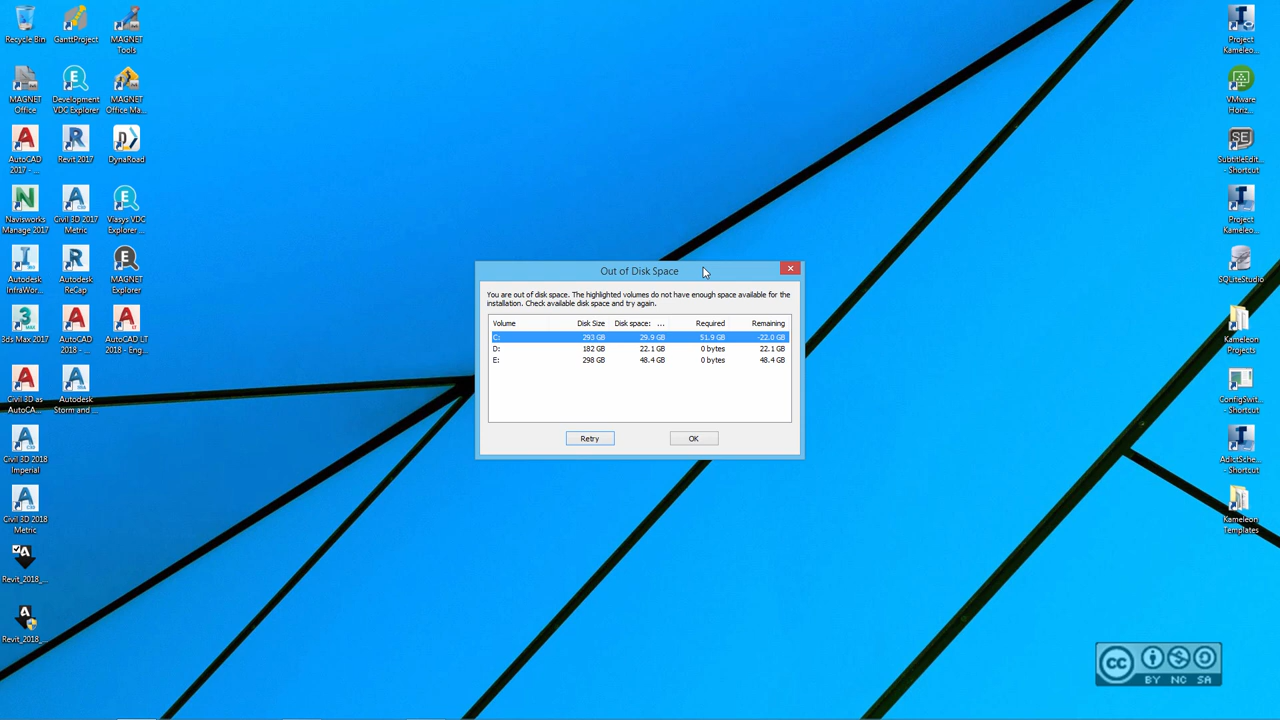 Recycle Bin
GanttProject
MAGNET
Tools
MAGNET
Office
Development
VDC Explorer
MAGNET
Office Ma...
AutoCAD
2017 - ...
Revit 2017
DynaRoad
Navisworks
Manage 2017
Civil 3D 2017
Metric
Viasys VDC
Explorer...
Autodesk
InfraWor...
Autodesk
ReCap
MAGNET
Explorer
3ds Max 2017
AutoCAD
2018 - ...
AutoCAD LT
2018 - Eng...
Civil 3D as
AutoCA...
Autodesk
Storm and ...
Civil 3D 2018
Imperial
Civil 3D 2018
Metric
Revit_2018_...
Revit_2018_...
Out of Disk Space
You are out of disk space. The highlighted volumes do not have enough space available for the
installation. Check available disk space and try again.
Volume Disk Size Disk space: ... Required Remaining
C: 293 GB 29.9 GB 51.9 GB -22.0 GB
D: 182 GB 22.1 GB 0 bytes 22.1 GB
E: 298 GB 48.4 GB 0 bytes 48.4 GB
Retry OK
Project
Kameleo...
VMware
Horiz...
SubtitleEdit...
- Shortcut
Project
Kameleo...
SQLiteStudio
Kameleon
Projects
ConfigSwit...
- Shortcut
AdictSche...
- Shortcut
Kameleon
Templates
cc
BY NC SA